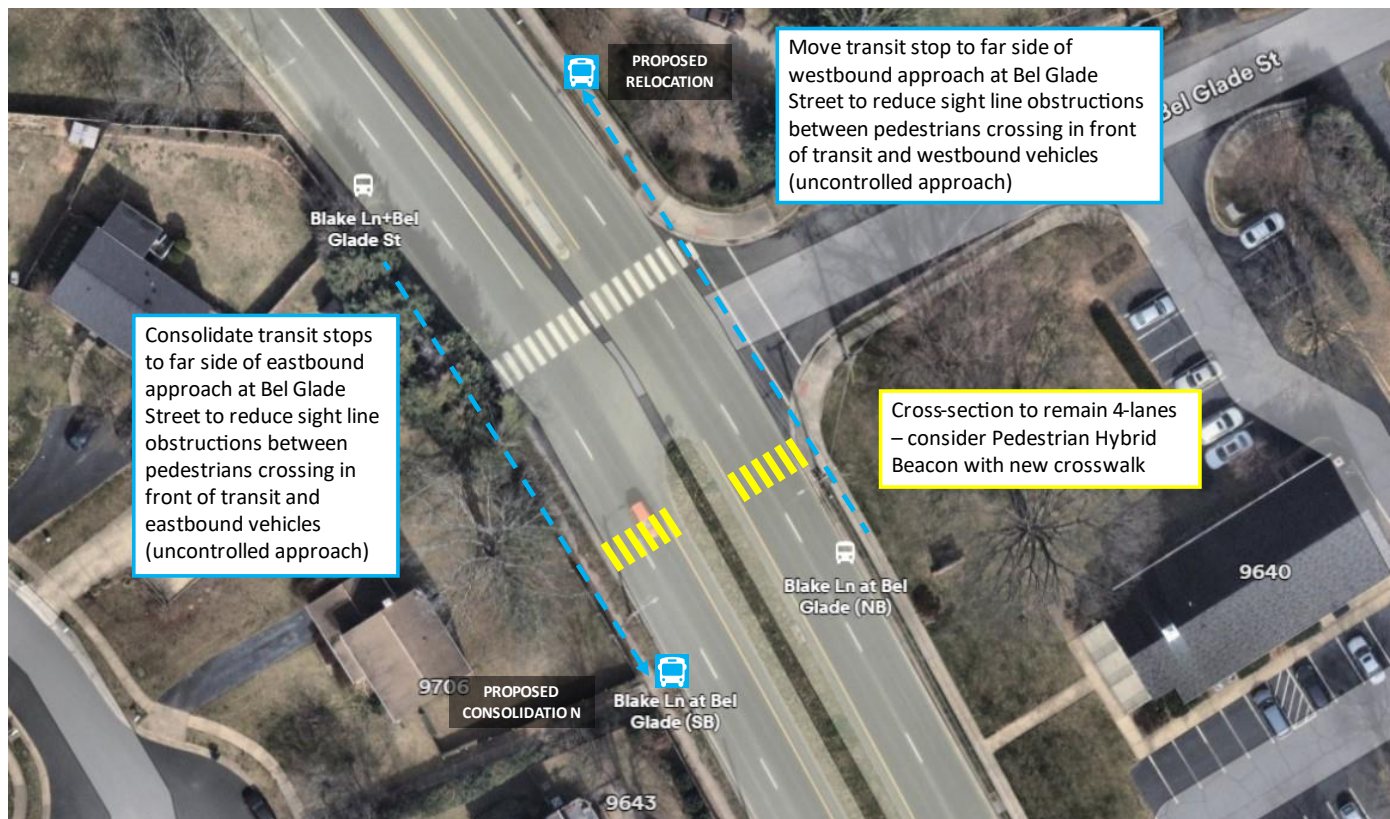 PROPOSED
RELOCATION
Move transit stop to far side of
westbound approach at Bel Glade
Street to reduce sight line obstructions
between pedestrians crossing in front
of transit and westbound vehicles
(uncontrolled approach)
Bel Glade St
Blake Ln+Bel
Glade St
Consolidate transit stops
to far side of eastbound
approach at Bel Glade
Street to reduce sight line
obstructions between
pedestrians crossing in
front of transit and
eastbound vehicles
(uncontrolled approach)
Cross-section to remain 4-lanes
– consider Pedestrian Hybrid
Beacon with new crosswalk
Blake Ln at Bel
Glade (NB)
9640
9706
PROPOSED
CONSOLIDATIO N
Blake Ln at Bel
Glade (SB)
9643